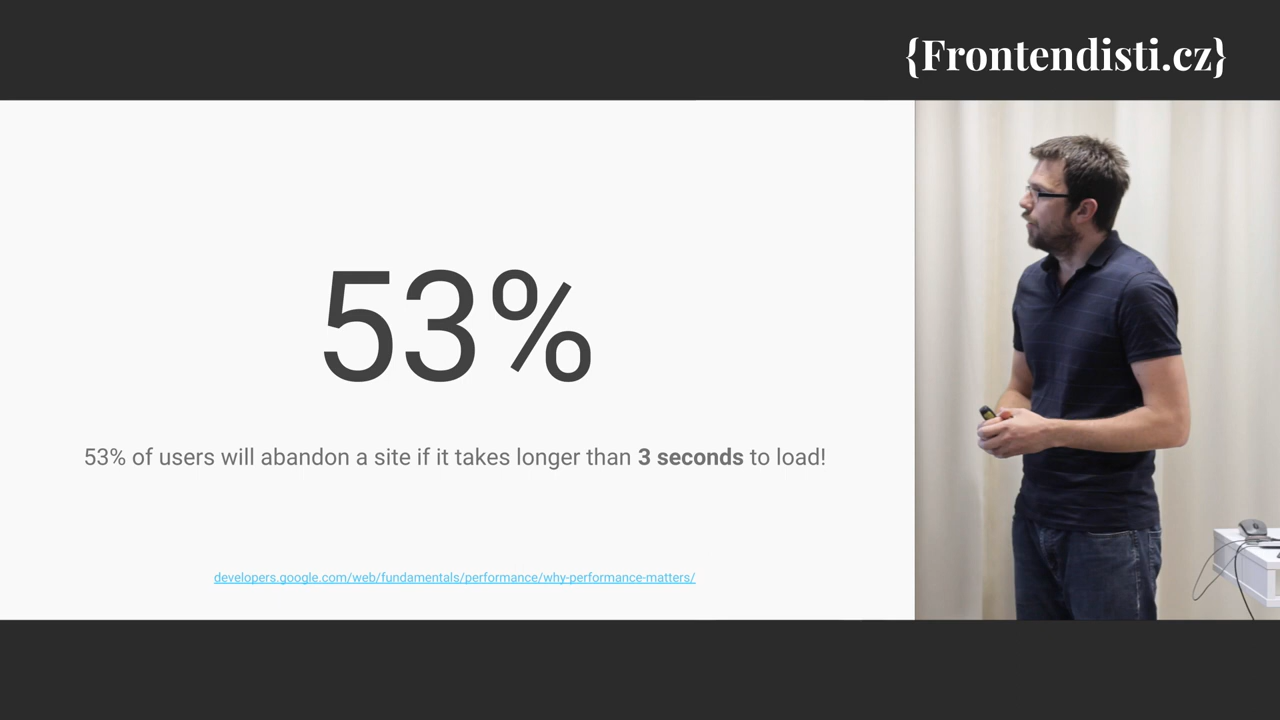 {Frontendisti.cz}
53%
53% of users will abandon a site if it takes longer than 3 seconds to load!
developers.google.com/web/fundamentals/performance/why-performance-matters/